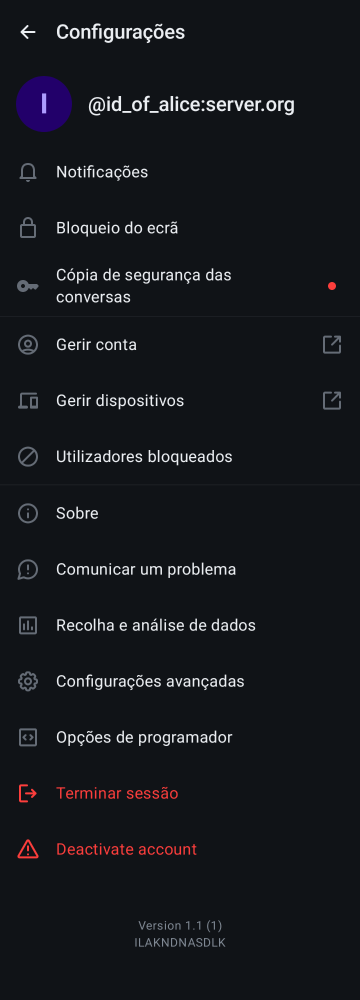 Configurações
I
@id_of_alice:server.org
Notificações
Bloqueio do ecrã
Cópia de segurança das
conversas
Gerir conta
Gerir dispositivos
Utilizadores bloqueados
Sobre
Comunicar um problema
Recolha e análise de dados
Configurações avançadas
Opções de programador
Terminar sessão
Deactivate account
Version 1.1 (1)
ILAKNDNASDLK